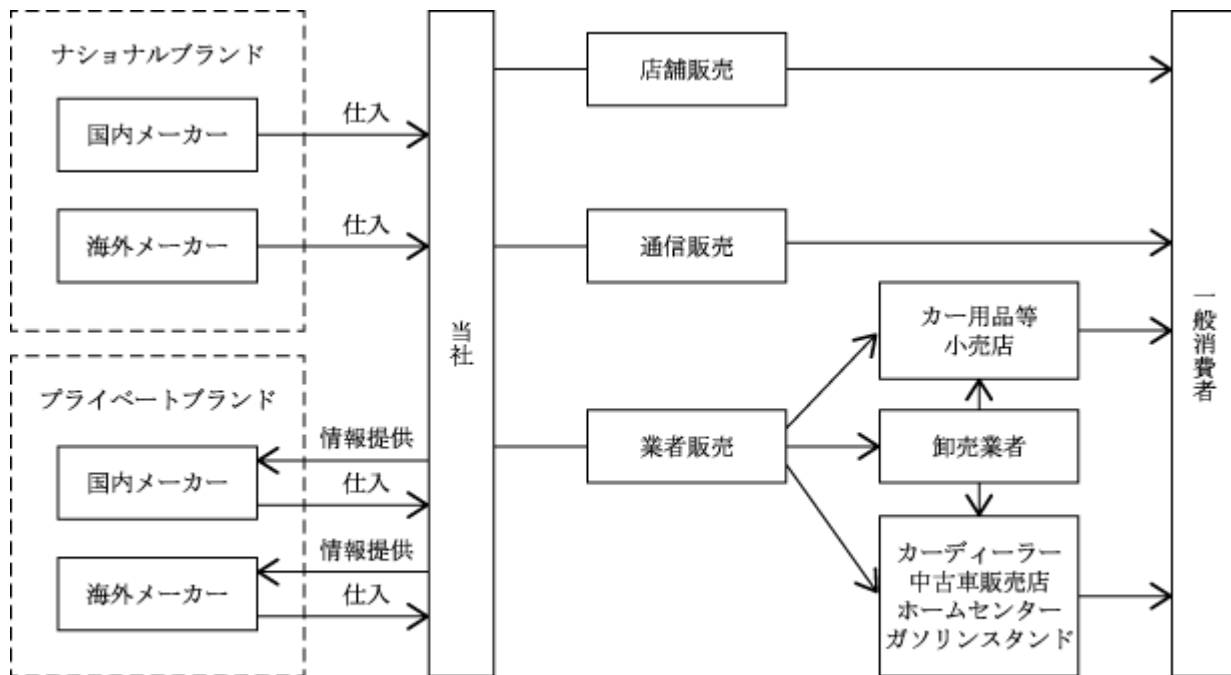 ナショナルブランド
国内メーカー
仕入
海外メーカー
仕入
プライベートブランド
情報提供
国内メーカー
仕入
情報提供
海外メーカー
仕入
当社
店舗販売
通信販売
業者販売
カー用品等
小売店
卸売業者
カーディーラー
中古車販売店
ホームセンター
ガソリンスタンド
一般消費者